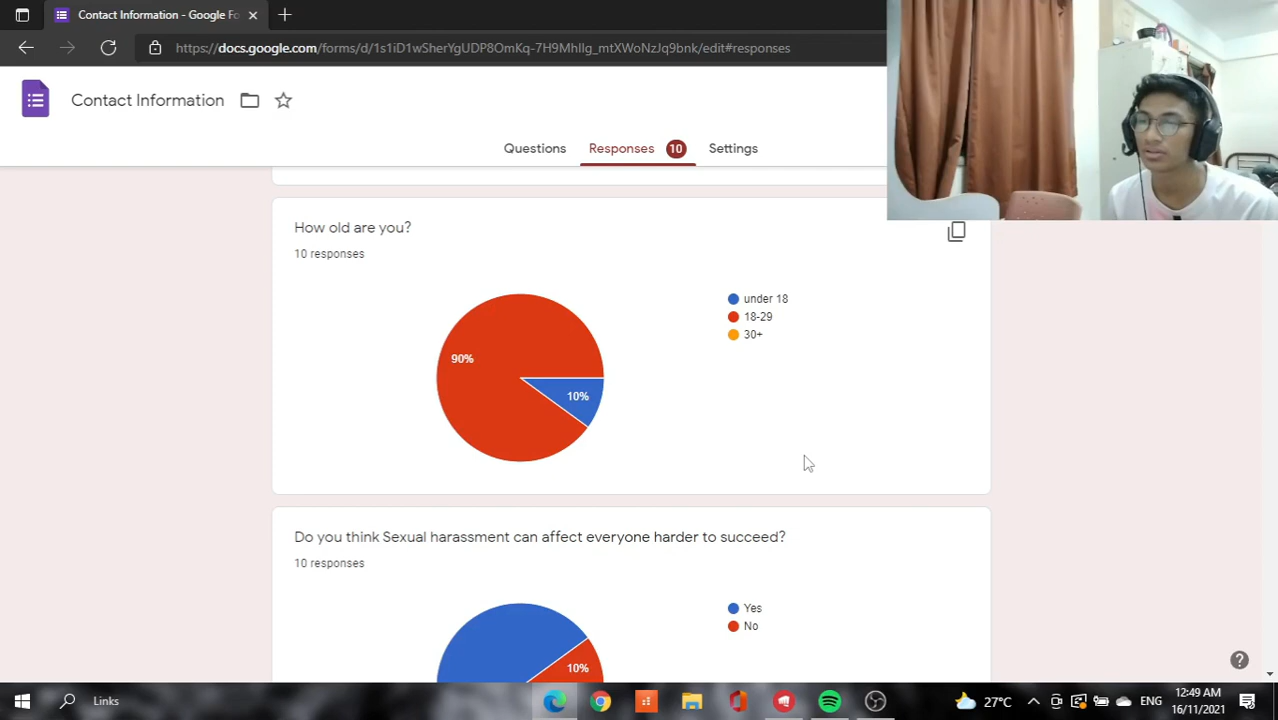 Contact Information - Google Fo
https://docs.google.com/forms/d/1s1iD1wSherYgUDP8OmKq-7H9MhIlg_mtXWoNzJq9bnk/edit#responses
Contact Information
Questions Responses 10 Settings
How old are you?
10 responses
90%
10%
under 18
18-29
30+
Do you think Sexual harassment can affect everyone harder to succeed?
10 responses
10%
Yes
No
Links
27°C ENG 12:49 AM
16/11/2021